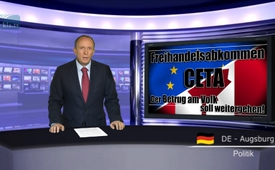 Freihandelsabkommen
CETA
Der Betrug am Volk
soll weitergehen!
DE - Augsburg
Politik